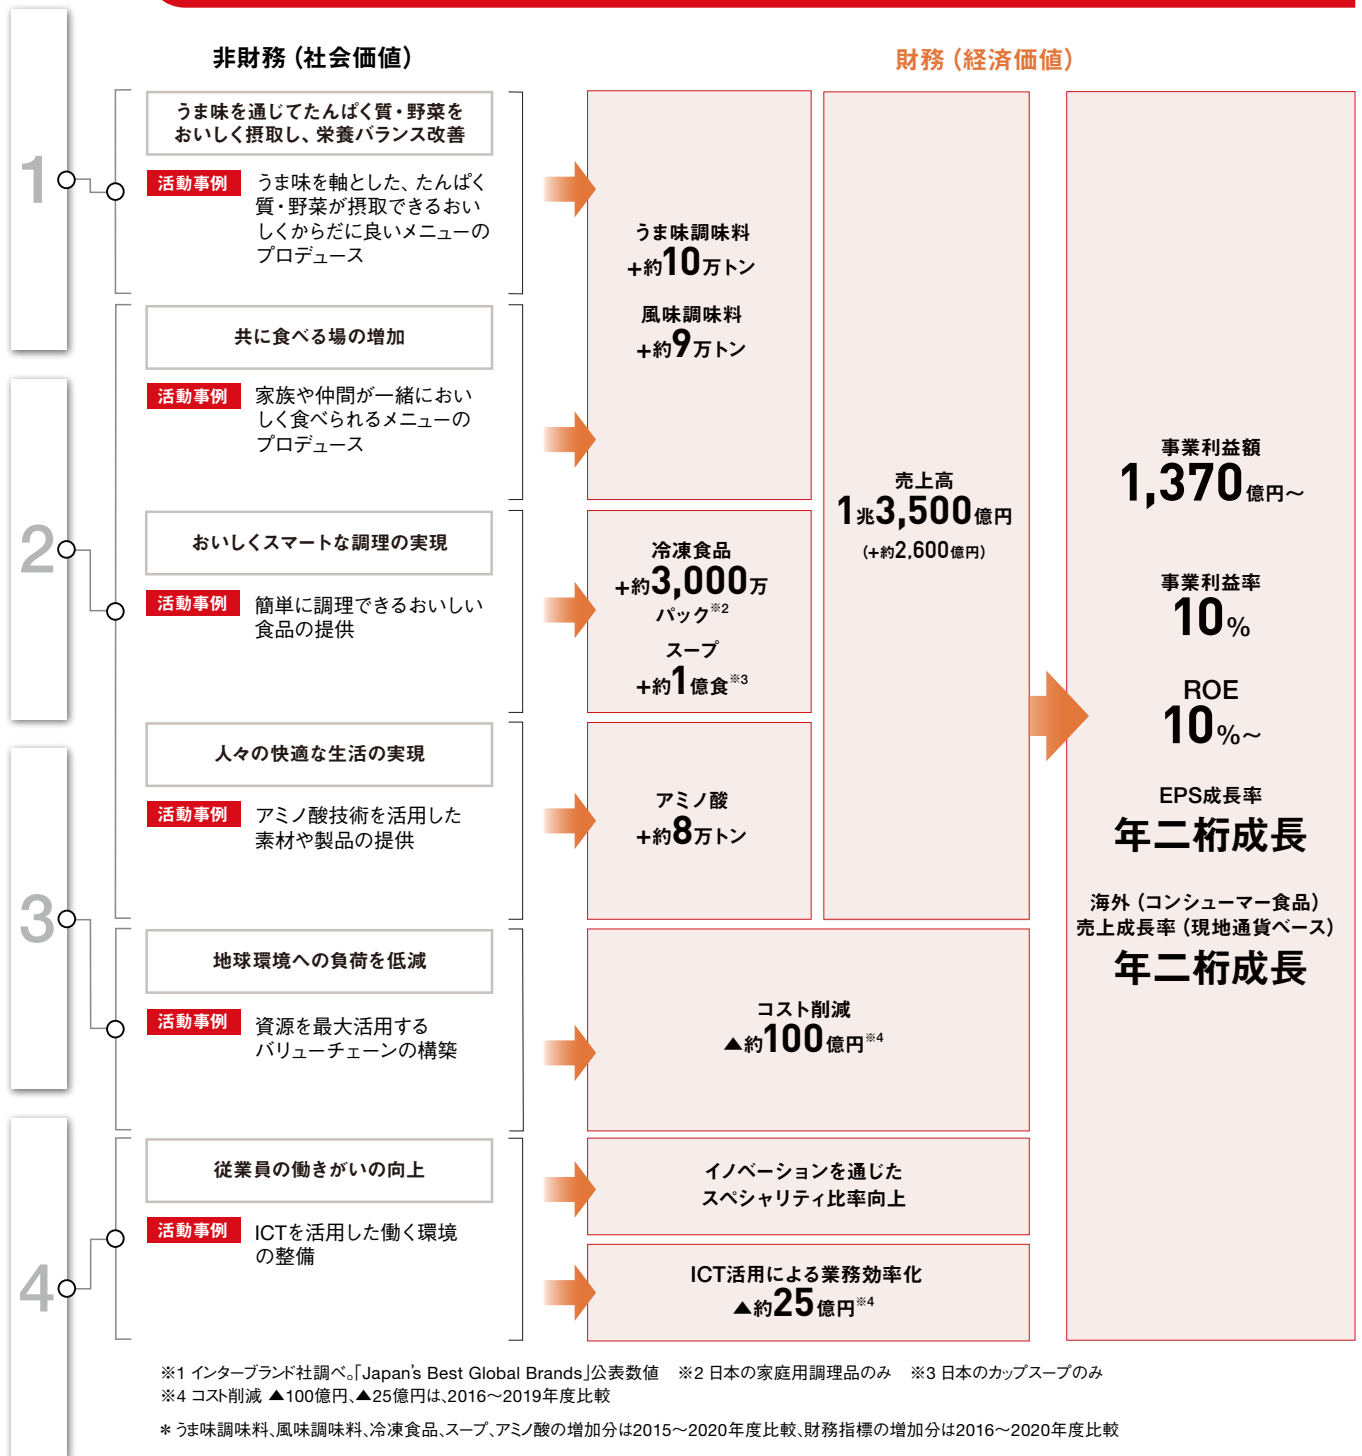 非財務（社会価値）
財務（経済価値）
1
うま味を通じてたんぱく質・野菜を
おいしく摂取し、栄養バランス改善
活動事例
うま味を軸とした、たんぱく
質・野菜が摂取できるおい
しくからだに良いメニューの
プロデュース
うま味調味料
+約10万トン
風味調味料
+約9万トン
2
共に食べる場の増加
活動事例
家族や仲間が一緒においしく食べられるメニューの
プロデュース
おいしくスマートな調理の実現
活動事例
簡単に調理できるおいしい
食品の提供
冷凍食品
+約3,000万
パック※2
スープ
+約1億食※3
人々の快適な生活の実現
活動事例
アミノ酸技術を活用した
素材や製品の提供
アミノ酸
+約8万トン
売上高
1兆3,500億円
(+約2,600億円)
3
地球環境への負荷を低減
活動事例
資源を最大活用する
バリューチェーンの構築
コスト削減
▲約100億円※4
4
従業員の働きがいの向上
活動事例
ICTを活用した働く環境
の整備
イノベーションを通じた
スペシャリティ比率向上
ICT活用による業務効率化
▲約25億円※4
事業利益額
1,370億円～
事業利益率
10%
ROE
10%～
EPS成長率
年二桁成長
海外（コンシューマー食品）
売上成長率（現地通貨ベース）
年二桁成長
※1 インターブランド社調べ。「Japan's Best Global Brands」公表数値　※2 日本の家庭用調理品のみ　※3 日本のカップスープのみ
※4 コスト削減 ▲100億円、▲25億円は、2016～2019年度比較
＊うま味調味料、風味調味料、冷凍食品、スープ、アミノ酸の増加分は2015～2020年度比較、財務指標の増加分は2016～2020年度比較